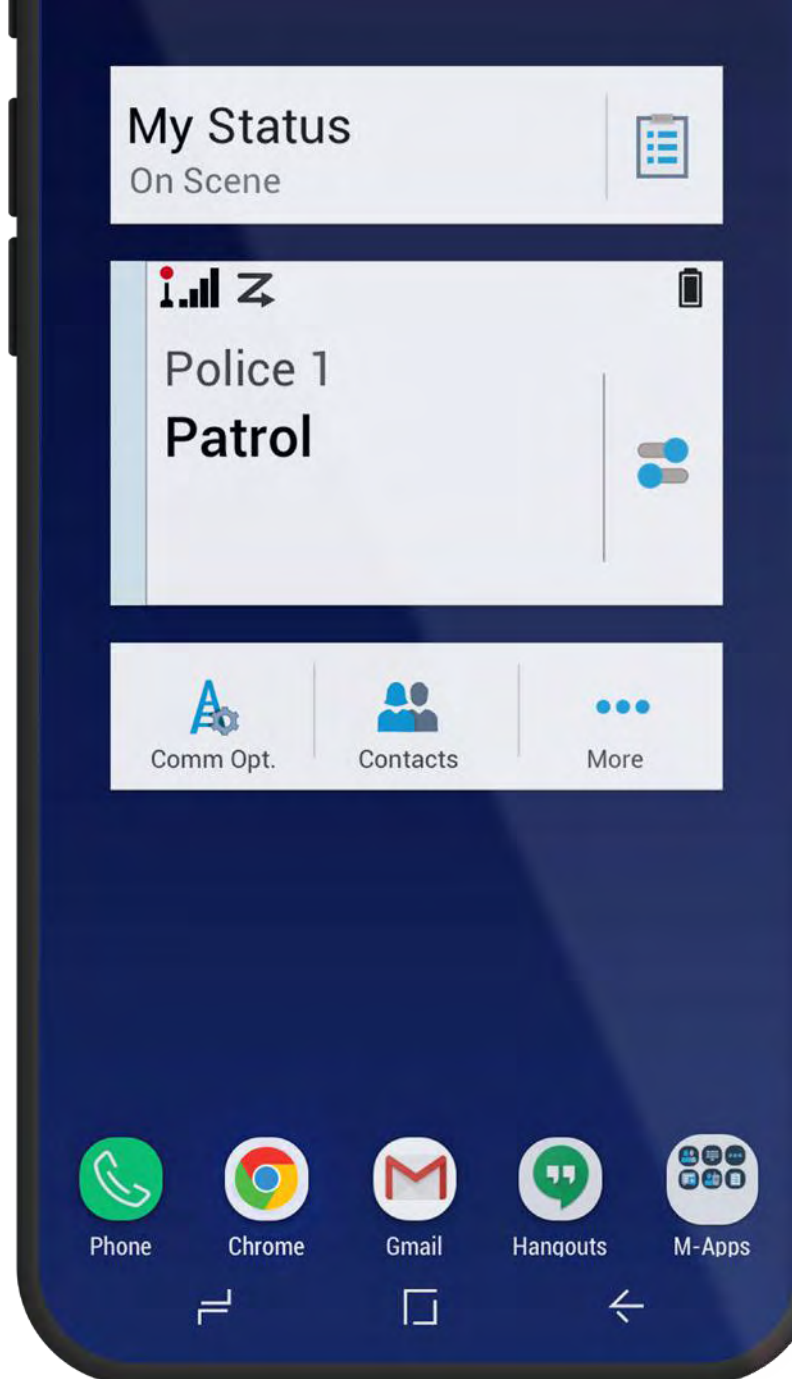 My Status
On Scene
Police 1
Patrol
Comm Opt.
Contacts
More
Phone
Chrome
Gmail
Hangouts
M-Apps